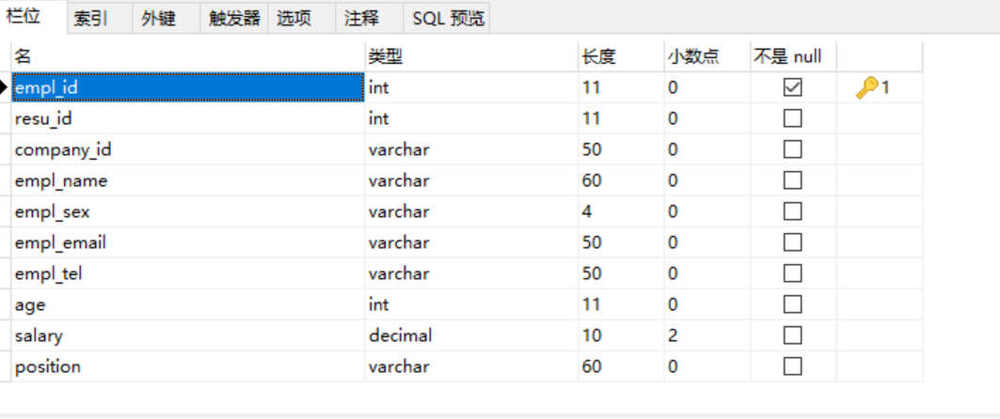 栏位 索引 外键 触发器 选项 注释 SQL 预览
名 类型 长度 小数点 不是 null
empl_id int 11 0 1
resu_id int 11 0
company_id varchar 50 0
empl_name varchar 60 0
empl_sex varchar 4 0
empl_email varchar 50 0
empl_tel varchar 50 0
age int 11 0
salary decimal 10 2
position varchar 60 0